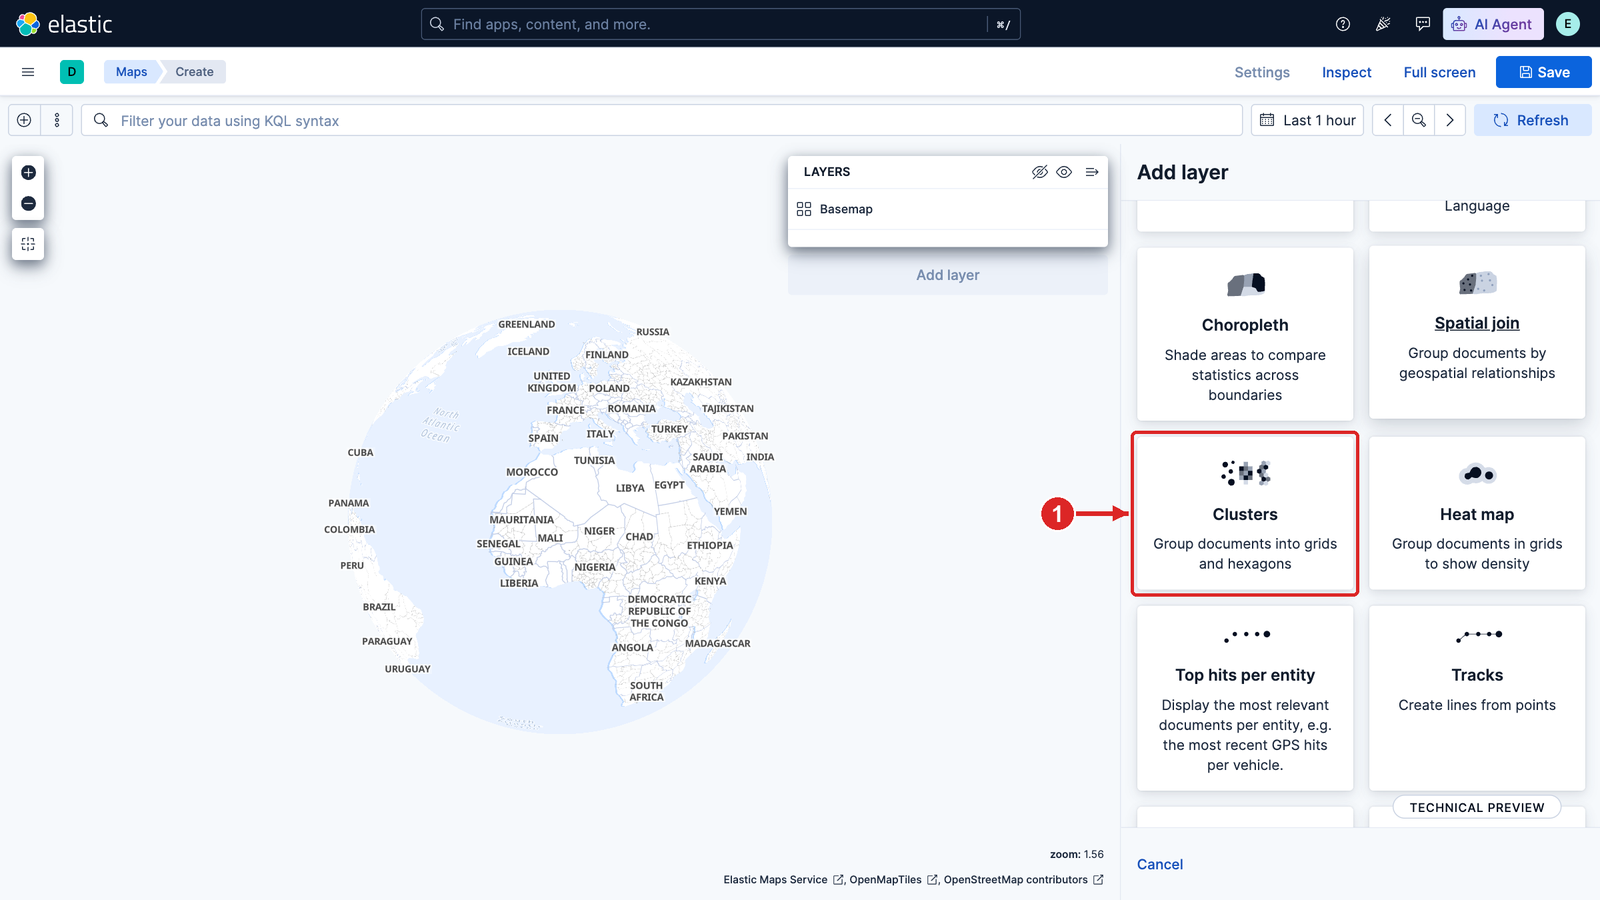 elastic
Find apps, content, and more.
⌘/
AI Agent
E
D
Maps
Create
Settings
Inspect
Full screen
Save
Filter your data using KQL syntax
Last 1 hour
Refresh
LAYERS
Basemap
Add layer
GREENLAND
RUSSIA
ICELAND
FINLAND
UNITED
KINGDOM
POLAND
KAZAKHSTAN
FRANCE
ROMANIA
TAJIKISTAN
North
Atlantic
Ocean
SPAIN
ITALY
TURKEY
PAKISTAN
CUBA
TUNISIA
SAUDI
ARABIA
INDIA
MOROCCO
LIBYA
EGYPT
PANAMA
YEMEN
COLOMBIA
MAURITANIA
NIGER
CHAD
SENEGAL
MALI
ETHIOPIA
PERU
GUINEA
NIGERIA
LIBERIA
KENYA
BRAZIL
DEMOCRATIC
REPUBLIC OF
THE CONGO
PARAGUAY
ANGOLA
MADAGASCAR
URUGUAY
SOUTH
AFRICA
zoom: 1.56
Elastic Maps Service , OpenMapTiles , OpenStreetMap contributors
Add layer
Language
Choropleth
Shade areas to compare
statistics across
boundaries
Spatial join
Group documents by
geospatial relationships
1
Clusters
Group documents into grids
and hexagons
Heat map
Group documents in grids
to show density
Top hits per entity
Display the most relevant
documents per entity, e.g.
the most recent GPS hits
per vehicle.
Tracks
Create lines from points
TECHNICAL PREVIEW
Cancel